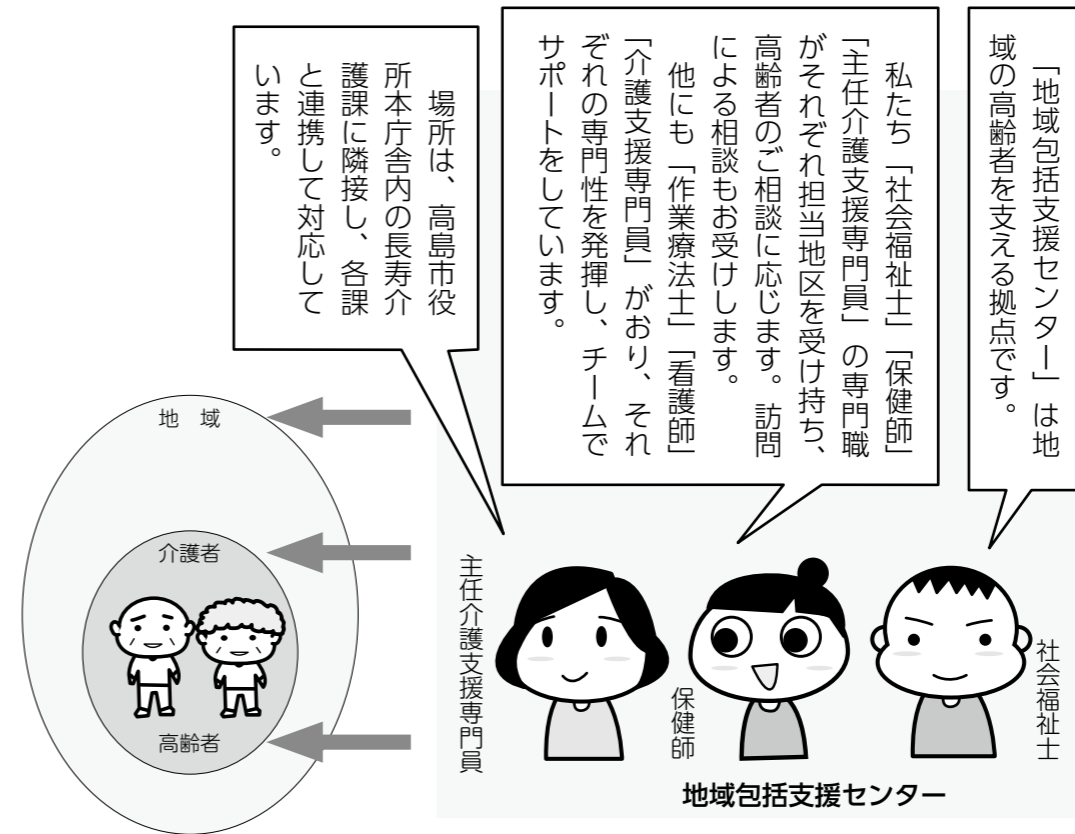 「地域包括支援センター」は地
域の高齢者を支える拠点です。
私たち「社会福祉士」「保健師」
「主任介護支援専門員」の専門職
がそれぞれ担当地区を受け持ち、
高齢者のご相談に応じます。訪問
による相談もお受けします。
他にも「作業療法士」「看護師」
「介護支援専門員」がおり、それ
ぞれの専門性を発揮し、チームで
サポートをしています。
場所は、高島市役
所本庁舎内の長寿介
護課に隣接し、各課
と連携して対応して
います。
社会福祉士
保健師
主任介護支援専門員
地域包括支援センター
地　域
介護者
高齢者